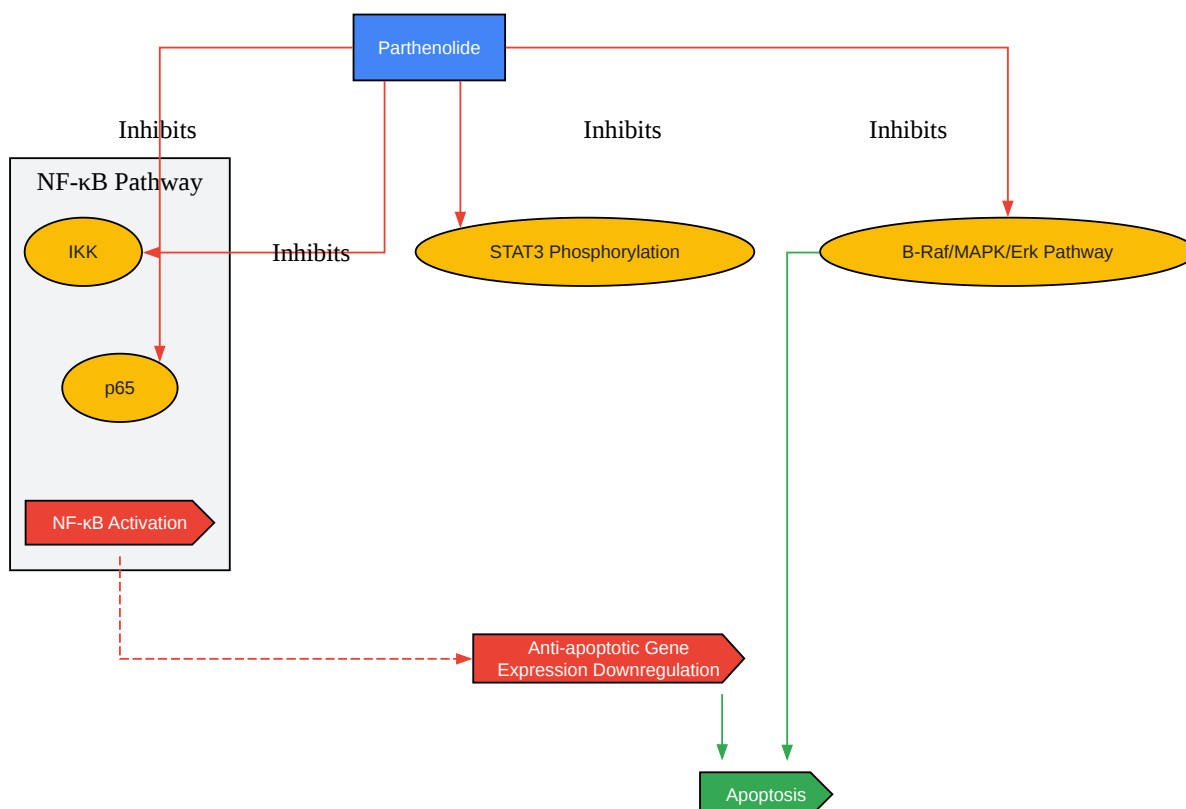 Parthenolide
Inhibits
Inhibits
Inhibits
NF-κB Pathway
IKK
Inhibits
STAT3 Phosphorylation
B-Raf/MAPK/Erk Pathway
p65
NF-κB Activation
Anti-apoptotic Gene
Expression Downregulation
Apoptosis